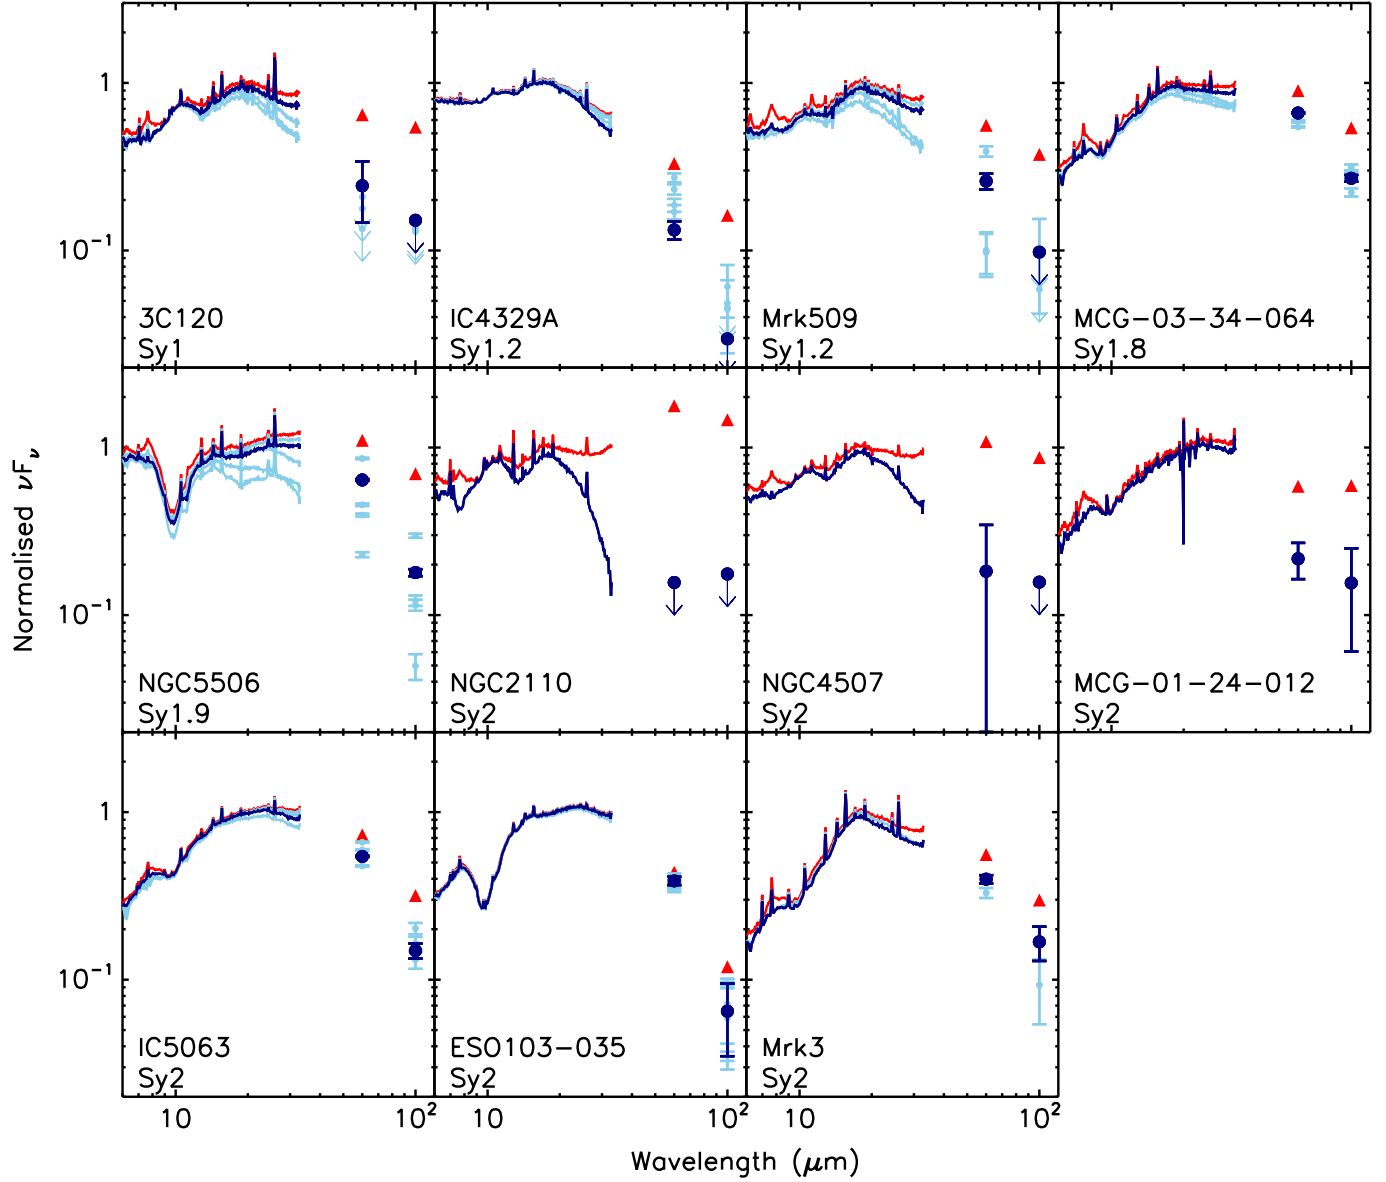 1
10⁻¹
3C120
Sy1
IC4329A
Sy1.2
Mrk509
Sy1.2
MCG-03-34-064
Sy1.8
Normalised νFν
1
10⁻¹
NGC5506
Sy1.9
NGC2110
Sy2
NGC4507
Sy2
MCG-01-24-012
Sy2
1
10⁻¹
IC5063
Sy2
ESO103-035
Sy2
Mrk3
Sy2
10 10² 10 10² 10 10²
Wavelength (μm)